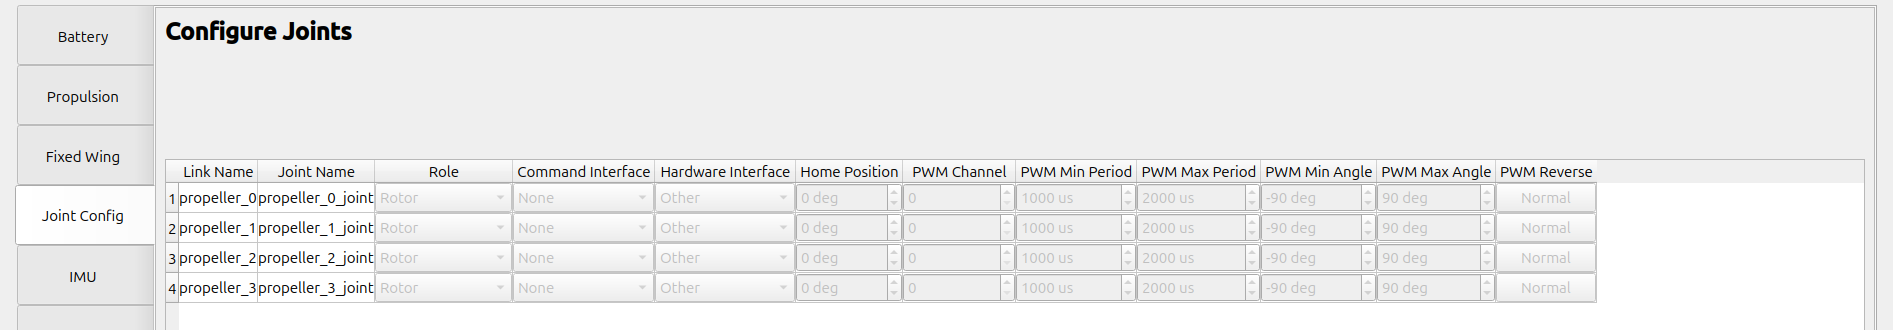 Configure Joints
Battery
Propulsion
Fixed Wing
Joint Config
IMU
Link Name Joint Name Role Command Interface Hardware Interface Home Position PWM Channel PWM Min Period PWM Max Period PWM Min Angle PWM Max Angle PWM Reverse
1 propeller_0 propeller_0_joint Rotor None Other 0 deg 0 1000 us 2000 us -90 deg 90 deg Normal
2 propeller_1 propeller_1_joint Rotor None Other 0 deg 0 1000 us 2000 us -90 deg 90 deg Normal
3 propeller_2 propeller_2_joint Rotor None Other 0 deg 0 1000 us 2000 us -90 deg 90 deg Normal
4 propeller_3 propeller_3_joint Rotor None Other 0 deg 0 1000 us 2000 us -90 deg 90 deg Normal